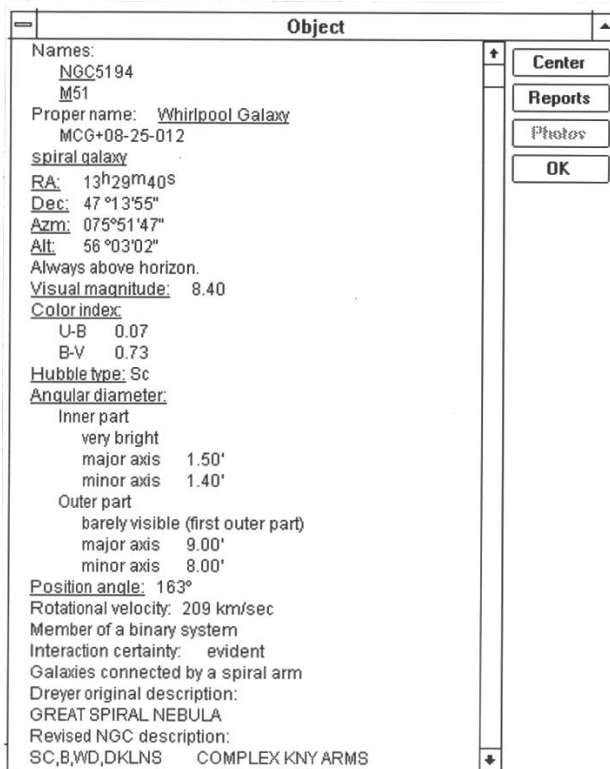 Object
Names:
NGC5194
M51
Proper name: Whirlpool Galaxy
MCG+08-25-012
spiral galaxy
RA: 13h29m40s
Dec: 47°13'55"
Azm: 075°51'47"
Alt: 56°03'02"
Always above horizon.
Visual magnitude: 8.40
Color index:
U-B 0.07
B-V 0.73
Hubble type: Sc
Angular diameter:
Inner part
very bright
major axis 1.50'
minor axis 1.40'
Outer part
barely visible (first outer part)
major axis 9.00'
minor axis 8.00'
Position angle: 163°
Rotational velocity: 209 km/sec
Member of a binary system
Interaction certainty: evident
Galaxies connected by a spiral arm
Dreyer original description:
GREAT SPIRAL NEBULA
Revised NGC description:
SC,B,WD,DKLNS COMPLEX KNY ARMS
Center
Reports
Photos
OK